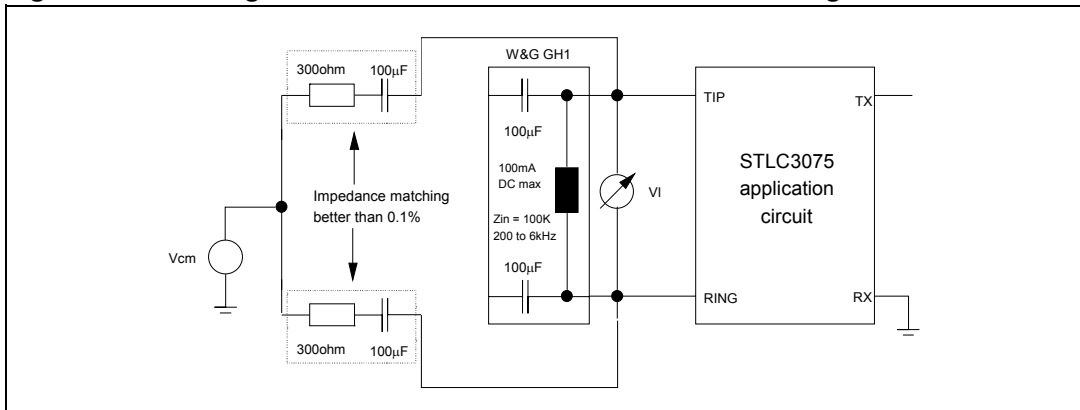 W&G GH1
300ohm
100μF
100μF
TIP
TX
100mA
DC max
STLC3075
application
circuit
Impedance matching
better than 0.1%
VI
Zin = 100K
200 to 6kHz
Vcm
100μF
RING
RX
300ohm
100μF